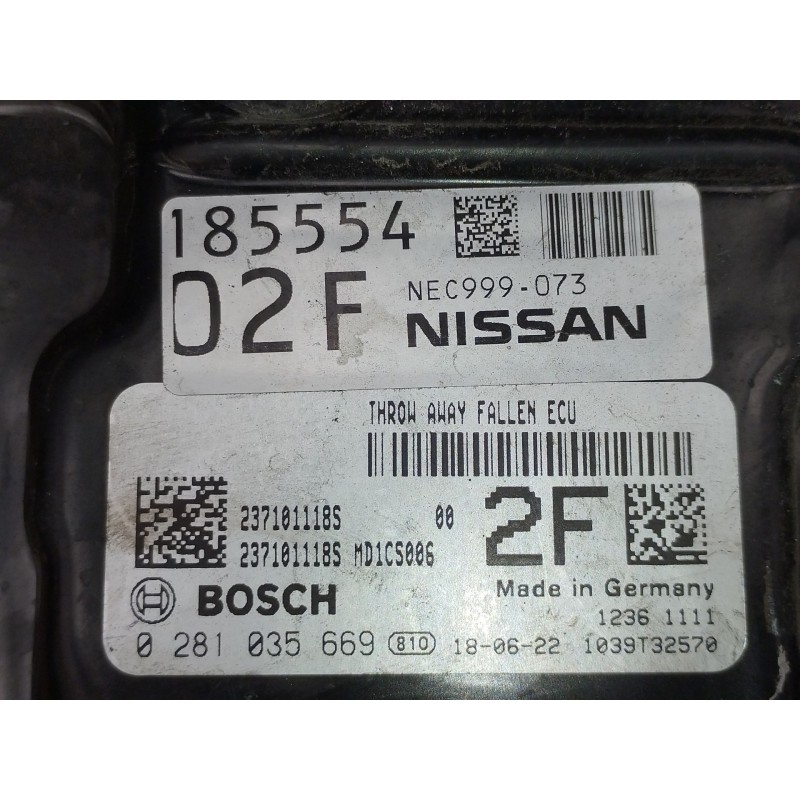 185554
02F NEC999-073
NISSAN
THROW AWAY FALLEN ECU
237101118S 00 2F
237101118S MD1CS006
BOSCH Made in Germany
1236 1111
0 281 035 669 810 18-06-22 1039T32570